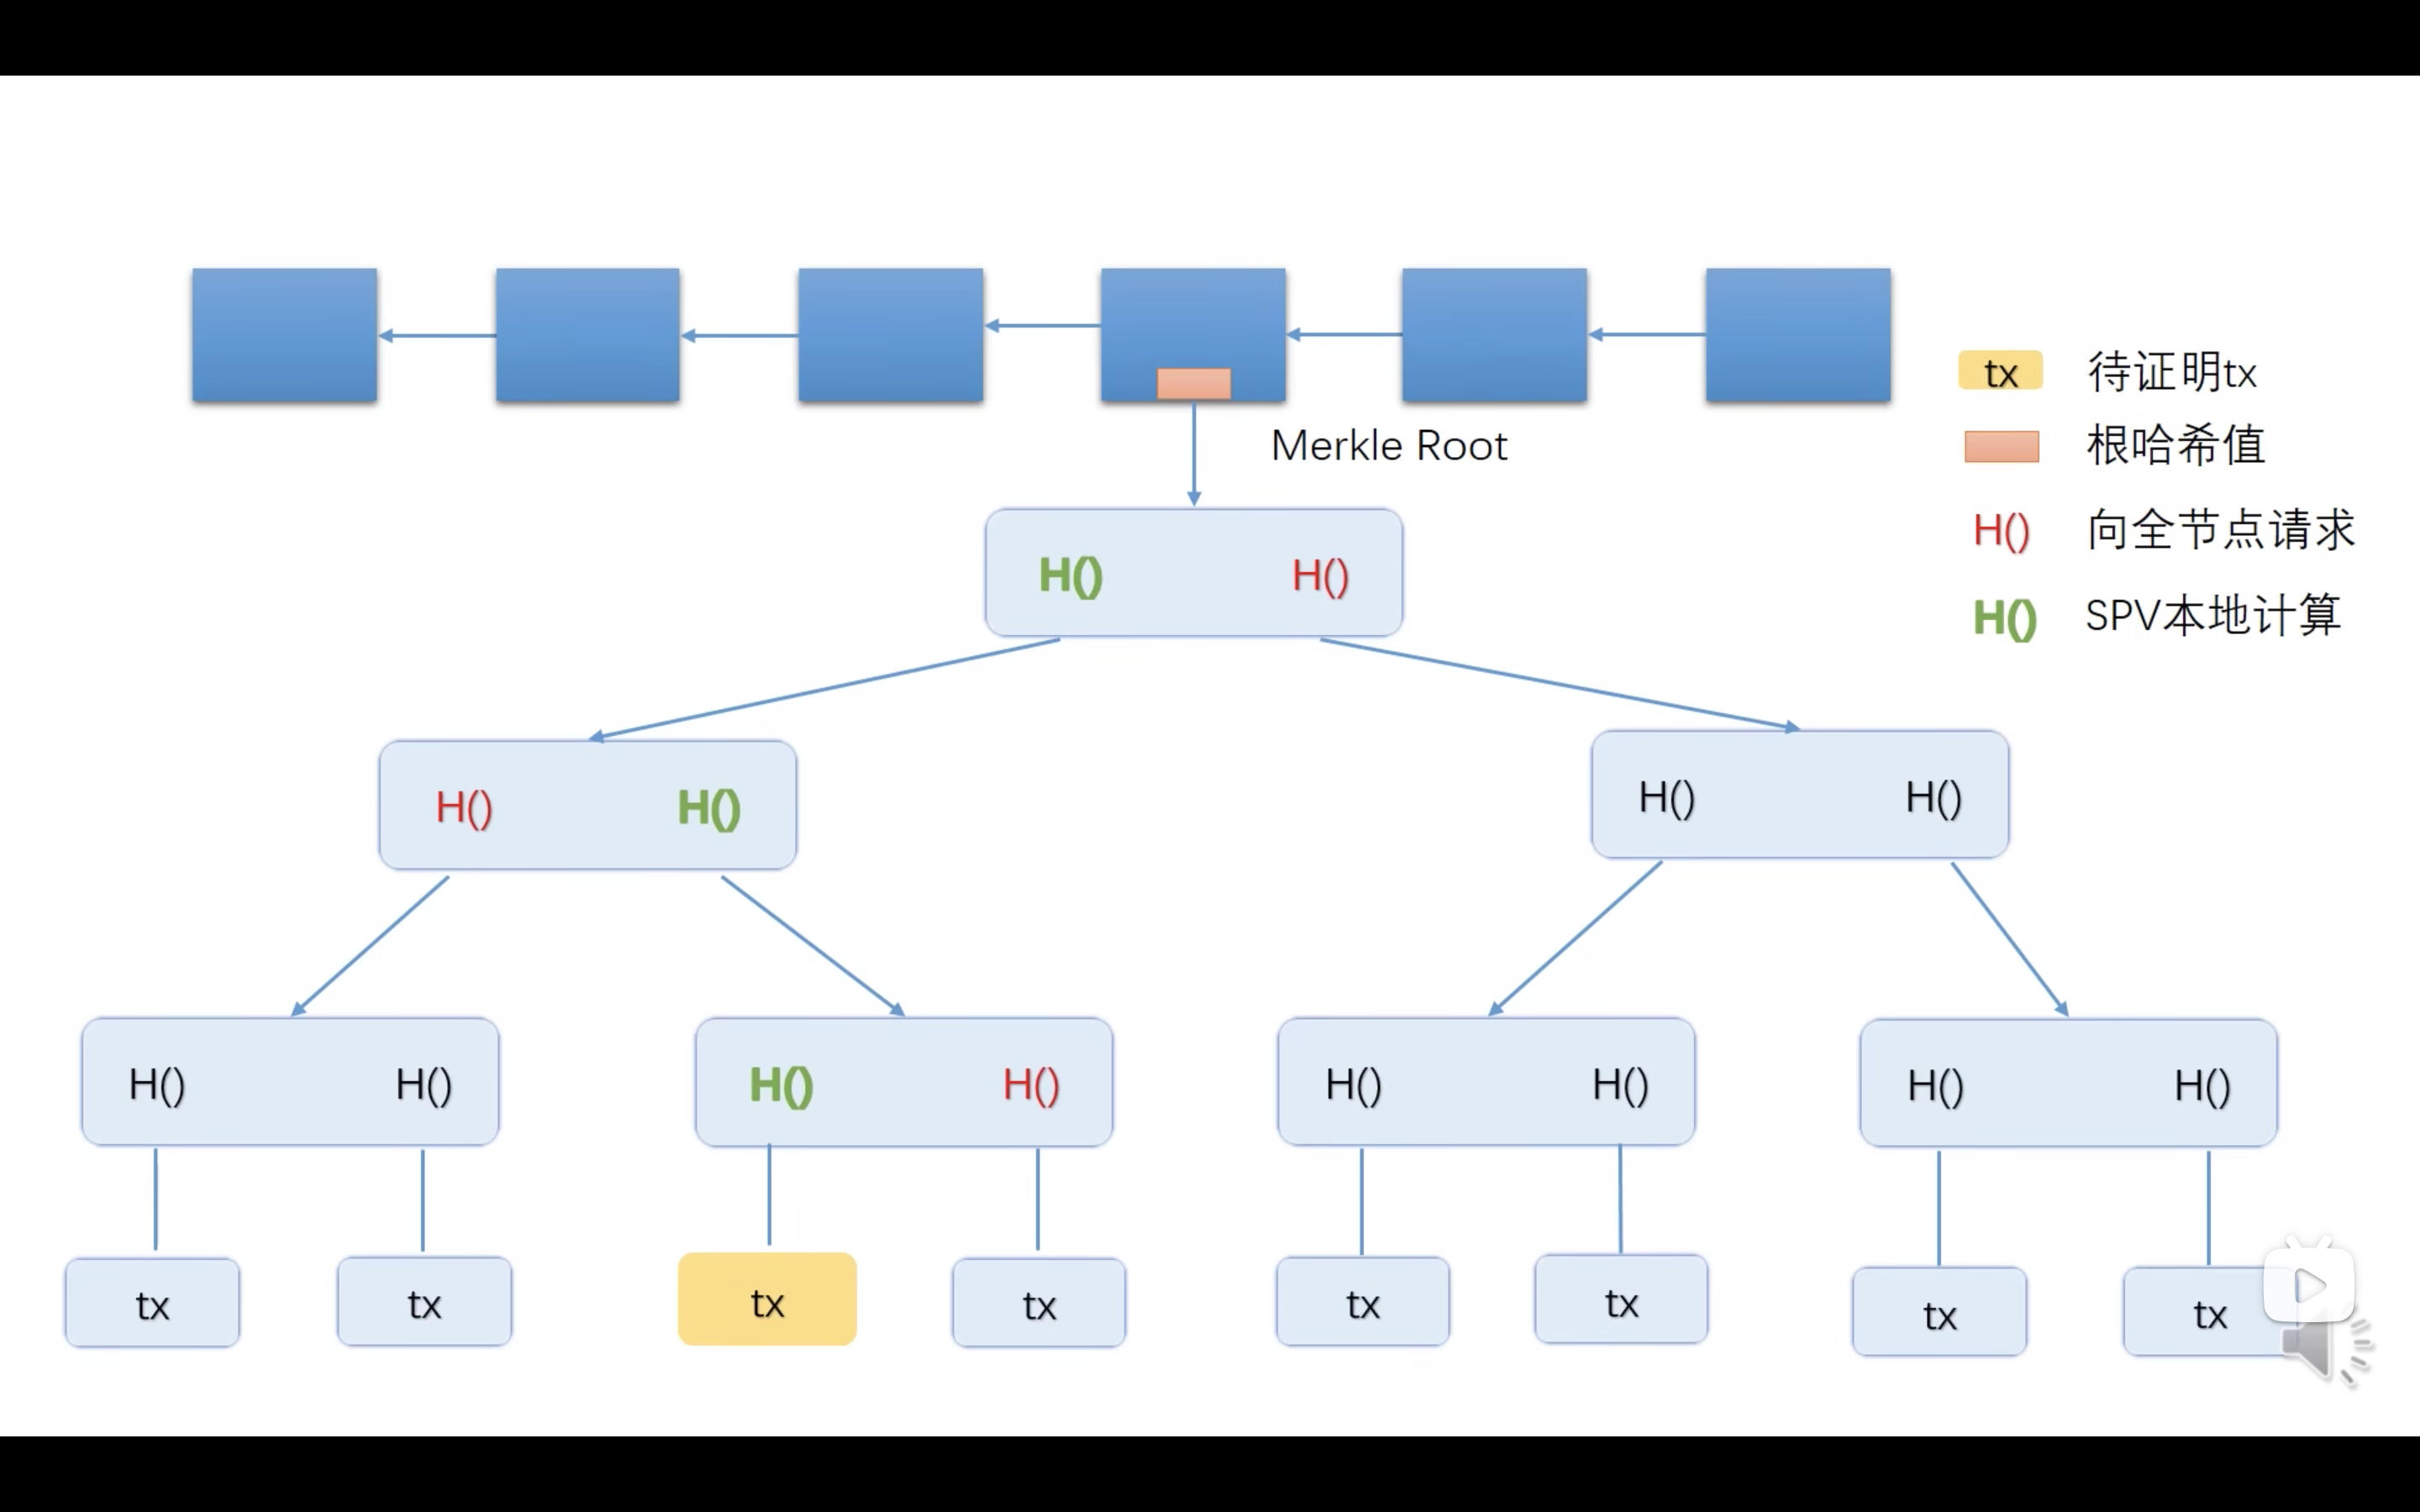 tx 待证明tx
Merkle Root 根哈希值
H() 向全节点请求
H() H()
H() SPV本地计算
H() H() H() H()
H() H() H() H() H() H() H() H()
tx tx tx tx tx tx tx tx